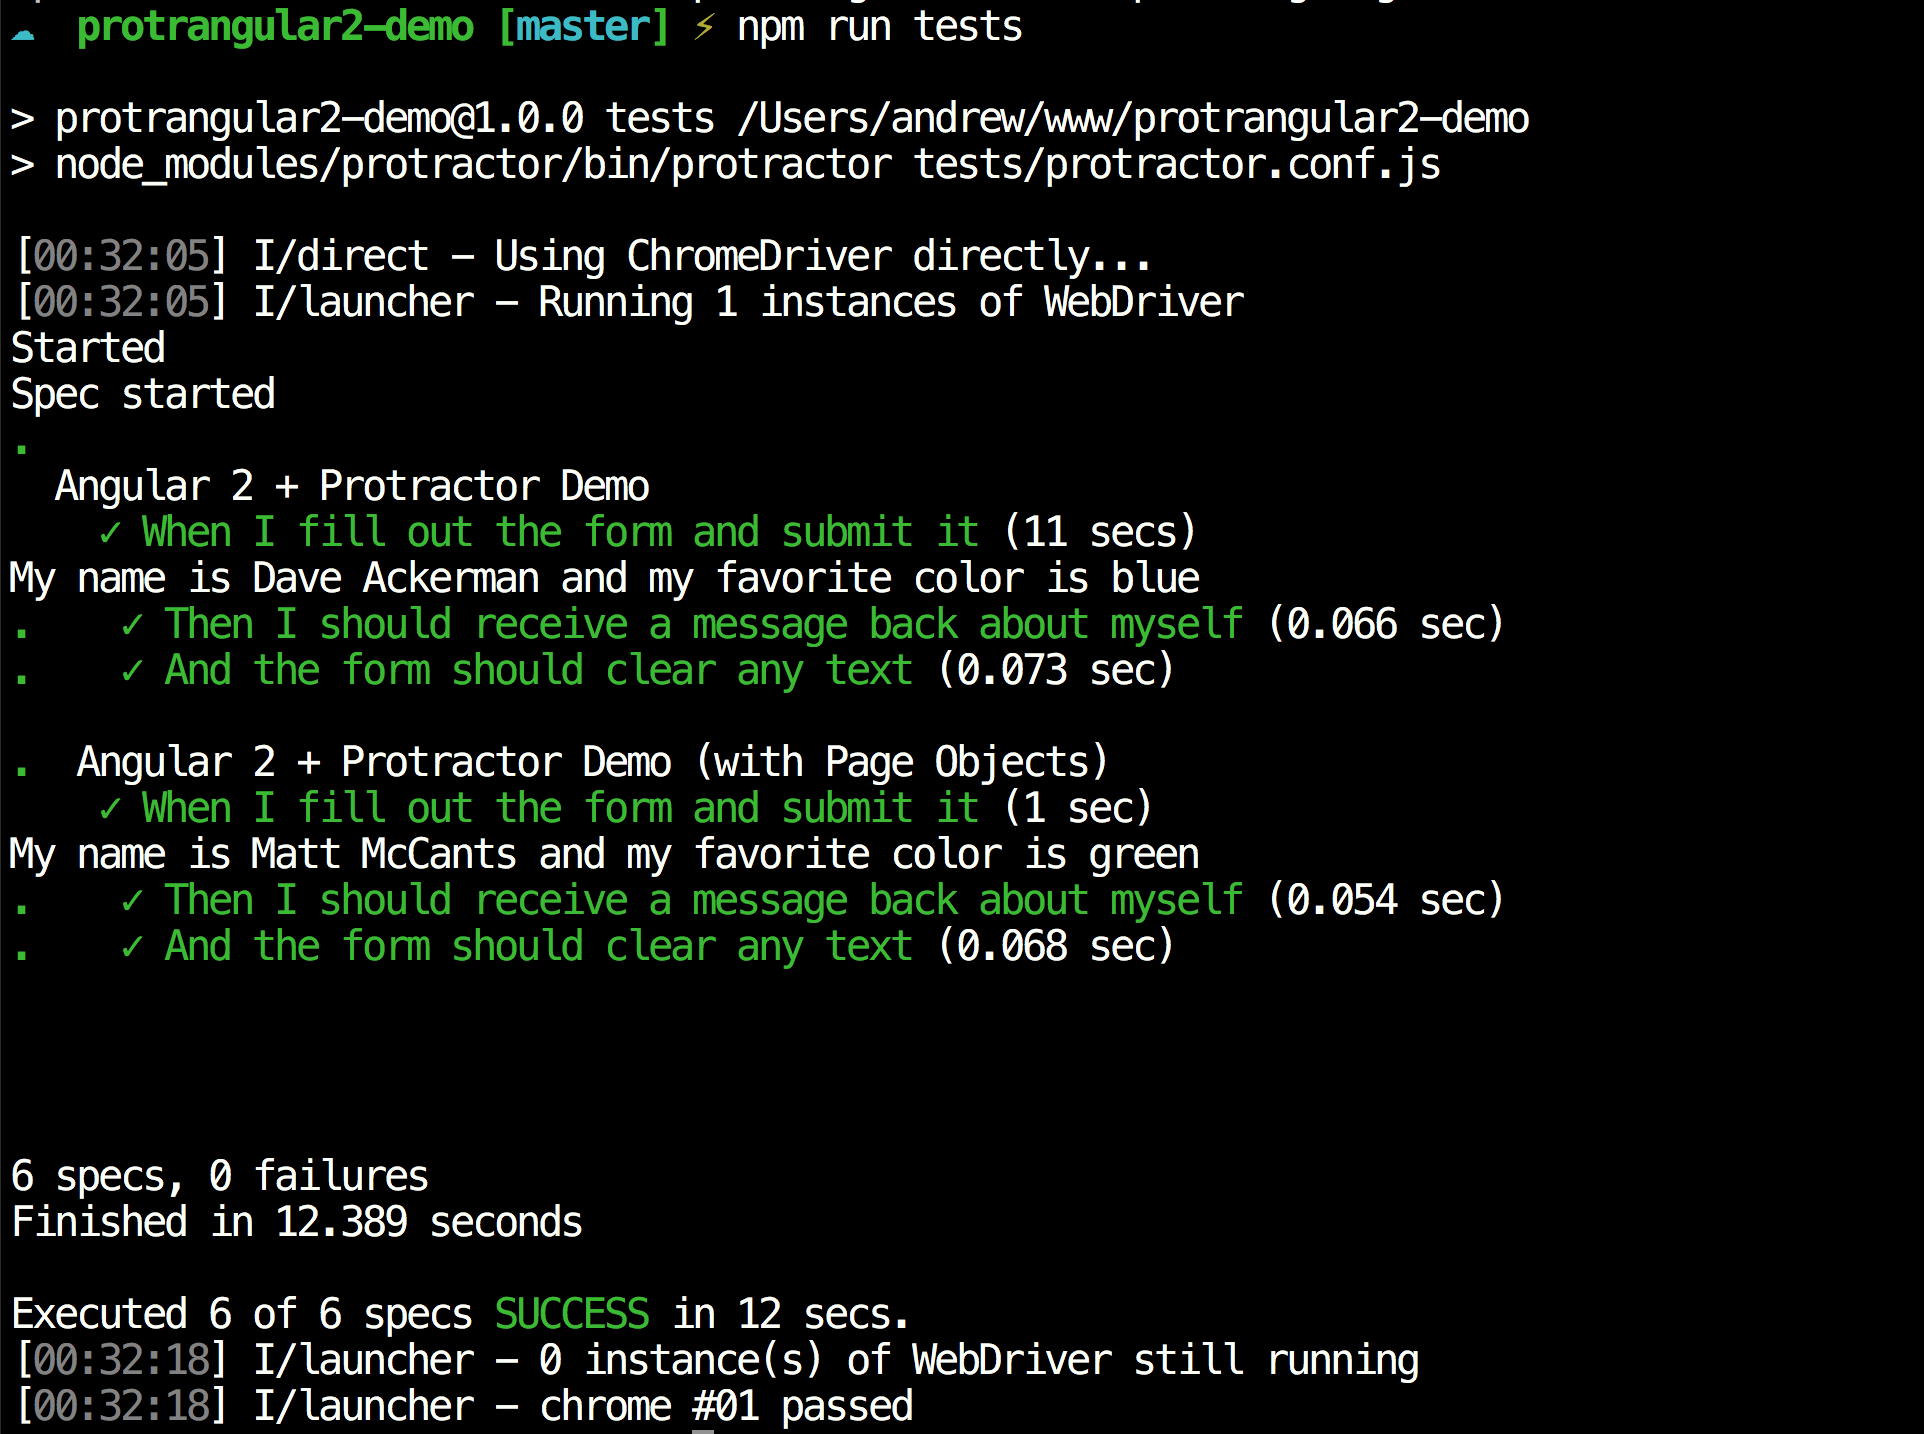 ☁ protrangular2-demo [master] ⚡ npm run tests
> protrangular2-demo@1.0.0 tests /Users/andrew/www/protrangular2-demo
> node_modules/protractor/bin/protractor tests/protractor.conf.js
[00:32:05] I/direct - Using ChromeDriver directly...
[00:32:05] I/launcher - Running 1 instances of WebDriver
Started
Spec started
.
Angular 2 + Protractor Demo
✓ When I fill out the form and submit it (11 secs)
My name is Dave Ackerman and my favorite color is blue
. ✓ Then I should receive a message back about myself (0.066 sec)
. ✓ And the form should clear any text (0.073 sec)
. Angular 2 + Protractor Demo (with Page Objects)
✓ When I fill out the form and submit it (1 sec)
My name is Matt McCants and my favorite color is green
. ✓ Then I should receive a message back about myself (0.054 sec)
. ✓ And the form should clear any text (0.068 sec)
6 specs, 0 failures
Finished in 12.389 seconds
Executed 6 of 6 specs SUCCESS in 12 secs.
[00:32:18] I/launcher - 0 instance(s) of WebDriver still running
[00:32:18] I/launcher - chrome #01 passed